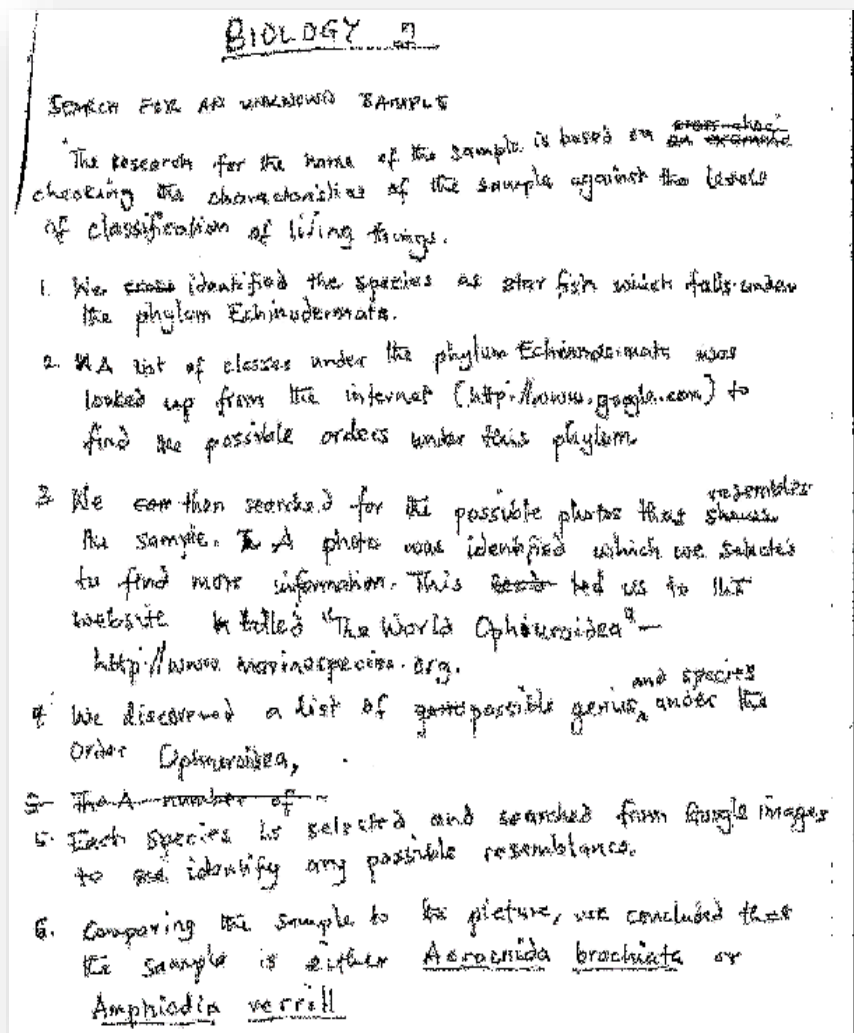 BIOLOGY 2
SEARCH FOR AN UNKNOWN SAMPLE
"The research for the name of the sample is based on
checking the characteristics of the sample against the levels
of classification of living things.
1. We identified the species as star fish which falls under
the phylum Echinodermata.
2. A list of classes under the phylum Echinodermata was
looked up from the internet (http://www.google.com) to
find the possible orders under this phylum
3. We then searched for the possible photos that resembles
the sample. A photo was identified which we selected
to find more information. This led us to the
website titled "The World Ophiuroidea" –
http://www.marinespecies.org.
4. We discovered a list of possible genius, and species under the
Order Ophiuroidea,
5. Each species is selected and searched from Google images
to identify any possible resemblance.
6. Comparing the sample to its picture, we concluded that
the sample is either Acrocnida brachiata or
Amphiodia verrill